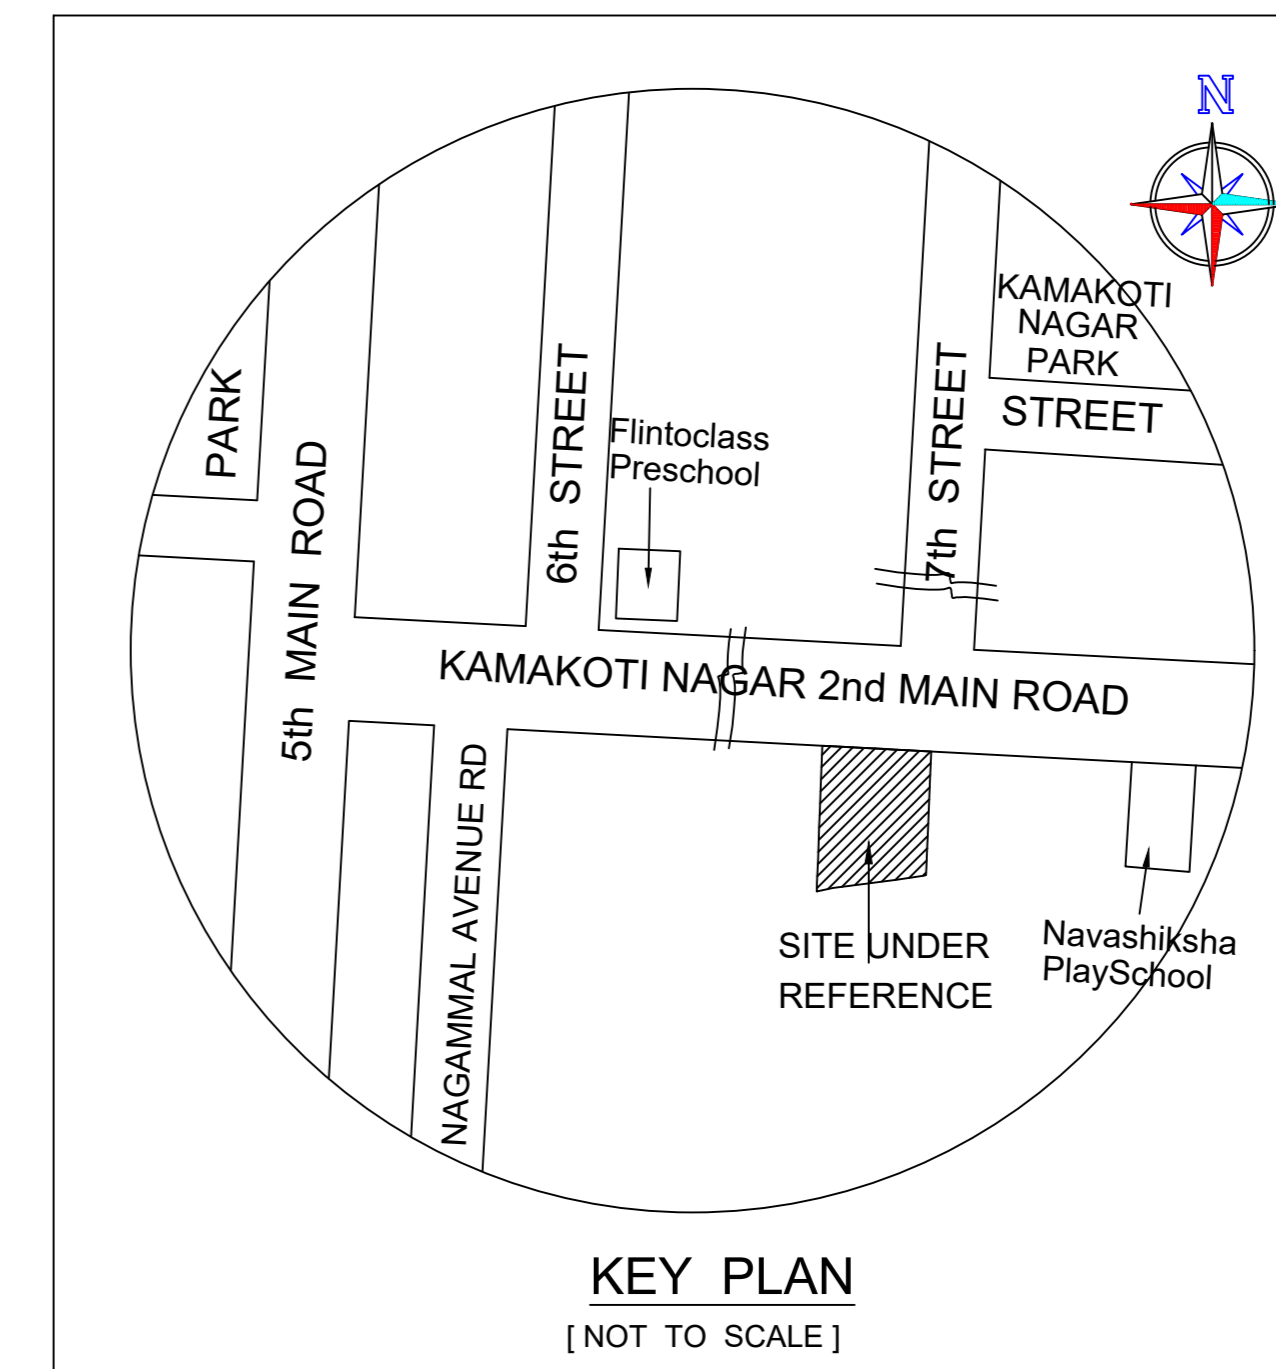 N
KAMAKOTI
NAGAR
PARK
STREET
PARK
5th MAIN ROAD
6th STREET
Flintoclass
Preschool
7th STREET
KAMAKOTI NAGAR 2nd MAIN ROAD
NAGAMMAL AVENUE RD
SITE UNDER
REFERENCE
Navashiksha
PlaySchool
KEY PLAN
[ NOT TO SCALE ]